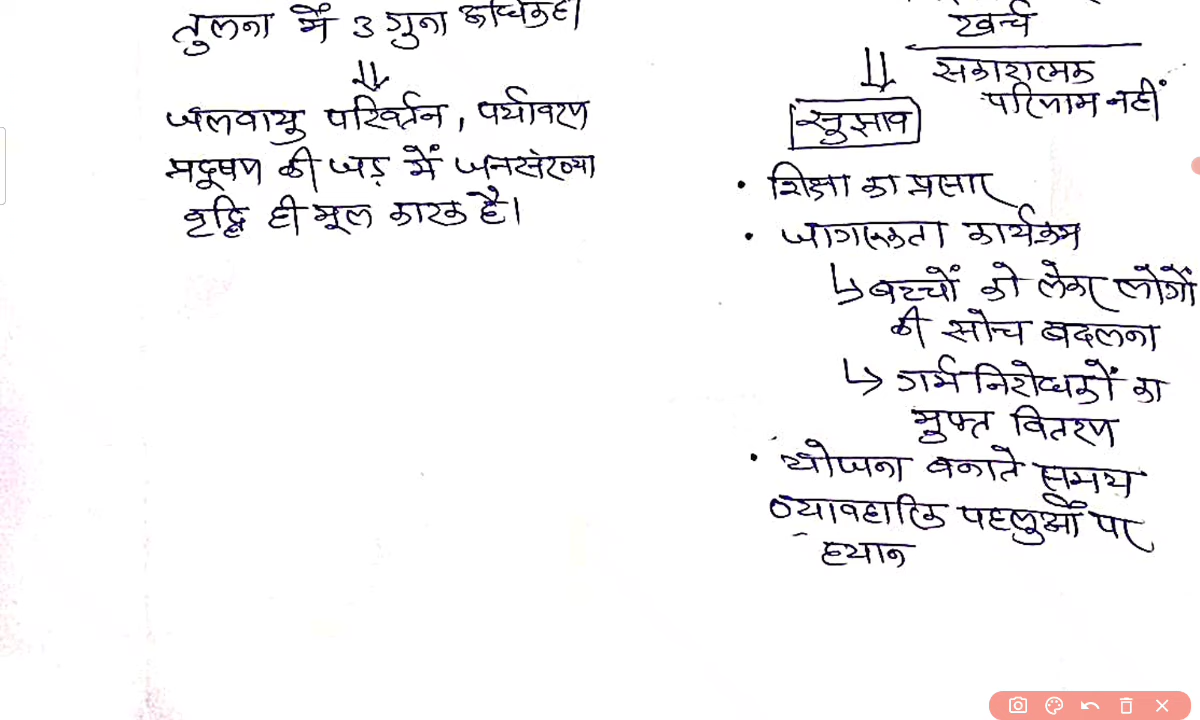 तुलना में 3 गुना अधिक है।
⇓
जलवायु परिवर्तन, पर्यावरण
प्रदूषण की जड़ में जनसंख्या
वृद्धि ही मूल कारक है।
खर्च
सकारात्मक
परिणाम नहीं
⇓
सुझाव
• शिक्षा का प्रसार
• जागरूकता कार्यक्रम
↳ बच्चों को लेकर लोगों
की सोच बदलना
↳ गर्भ निरोधकों का
मुफ्त वितरण
• योजना बनाते समय
व्यावहारिक पहलुओं पर
ध्यान